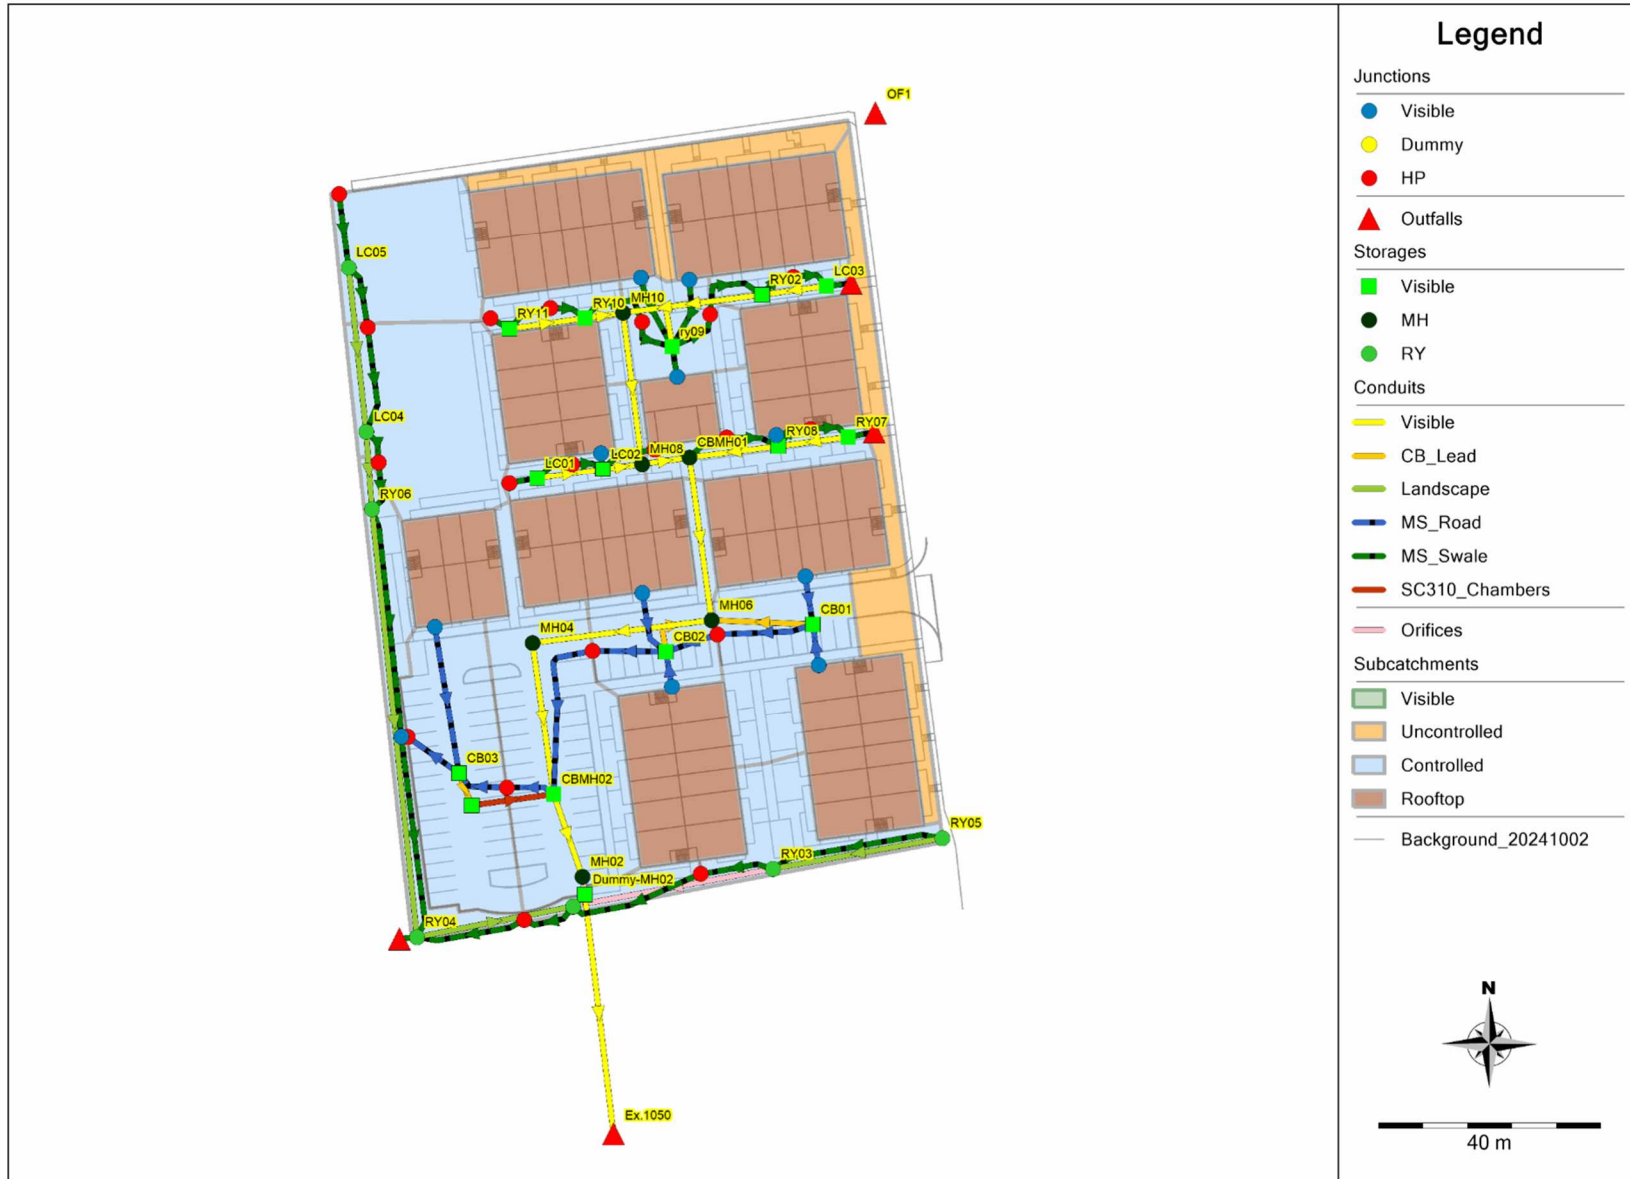 OF1
LC05
LC03
RY02
MH10
RY10
RY11
ry09
LC04
RY07
RY08
CBMH01
MH08
LC02
LC01
RY06
MH06
CB01
MH04
CB02
CB03
CBMH02
RY05
RY03
MH02
Dummy-MH02
RY04
Ex.1050
Legend
Junctions
Visible
Dummy
HP
Outfalls
Storages
Visible
MH
RY
Conduits
Visible
CB_Lead
Landscape
MS_Road
MS_Swale
SC310_Chambers
Orifices
Subcatchments
Visible
Uncontrolled
Controlled
Rooftop
Background_20241002
N
40 m